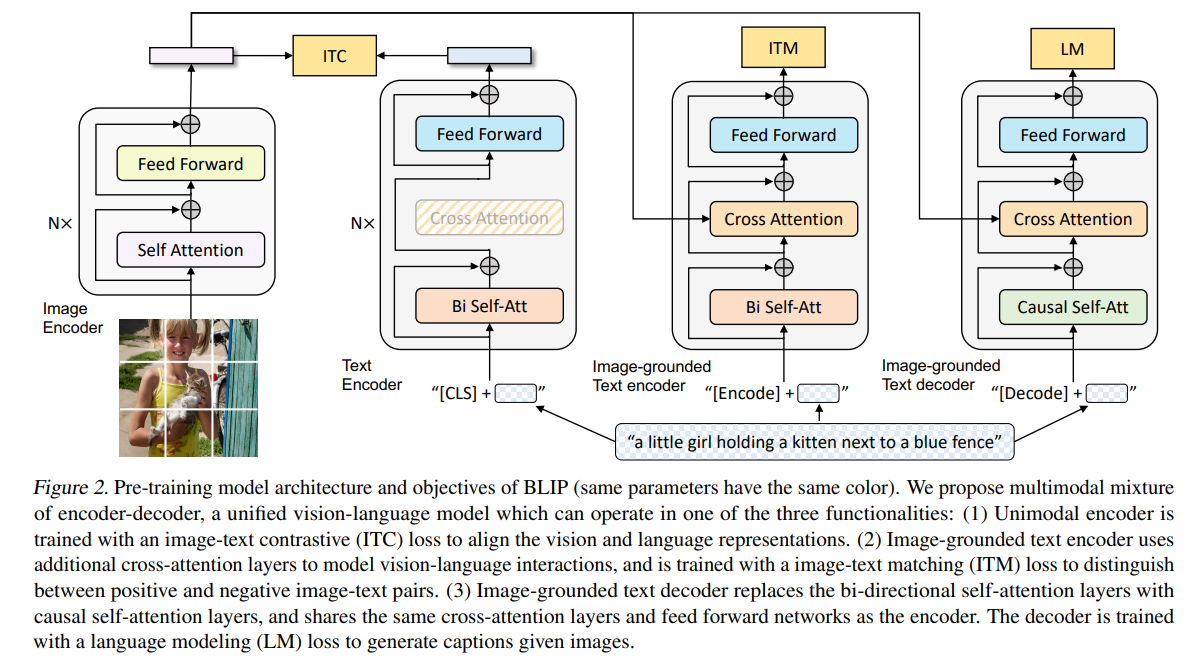 ITC
ITM
LM
Feed Forward
Self Attention
N×
Image
Encoder
Feed Forward
Cross Attention
Bi Self-Att
N×
Text
Encoder
“[CLS] + ”
Feed Forward
Cross Attention
Bi Self-Att
Image-grounded
Text encoder
“[Encode] + ”
Feed Forward
Cross Attention
Causal Self-Att
Image-grounded
Text decoder
“[Decode] + ”
“a little girl holding a kitten next to a blue fence”
Figure 2. Pre-training model architecture and objectives of BLIP (same parameters have the same color). We propose multimodal mixture
of encoder-decoder, a unified vision-language model which can operate in one of the three functionalities: (1) Unimodal encoder is
trained with an image-text contrastive (ITC) loss to align the vision and language representations. (2) Image-grounded text encoder uses
additional cross-attention layers to model vision-language interactions, and is trained with a image-text matching (ITM) loss to distinguish
between positive and negative image-text pairs. (3) Image-grounded text decoder replaces the bi-directional self-attention layers with
causal self-attention layers, and shares the same cross-attention layers and feed forward networks as the encoder. The decoder is trained
with a language modeling (LM) loss to generate captions given images.